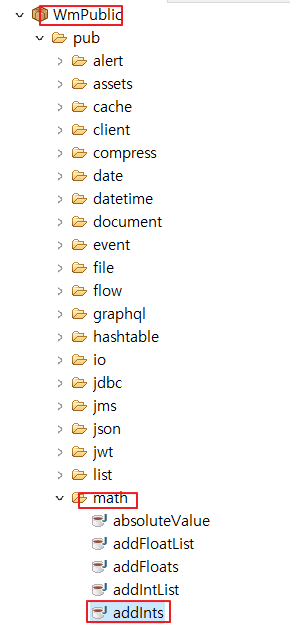 WmPublic
pub
alert
assets
cache
client
compress
date
datetime
document
event
file
flow
graphql
hashtable
io
jdbc
jms
json
jwt
list
math
absoluteValue
addFloatList
addFloats
addIntList
addInts